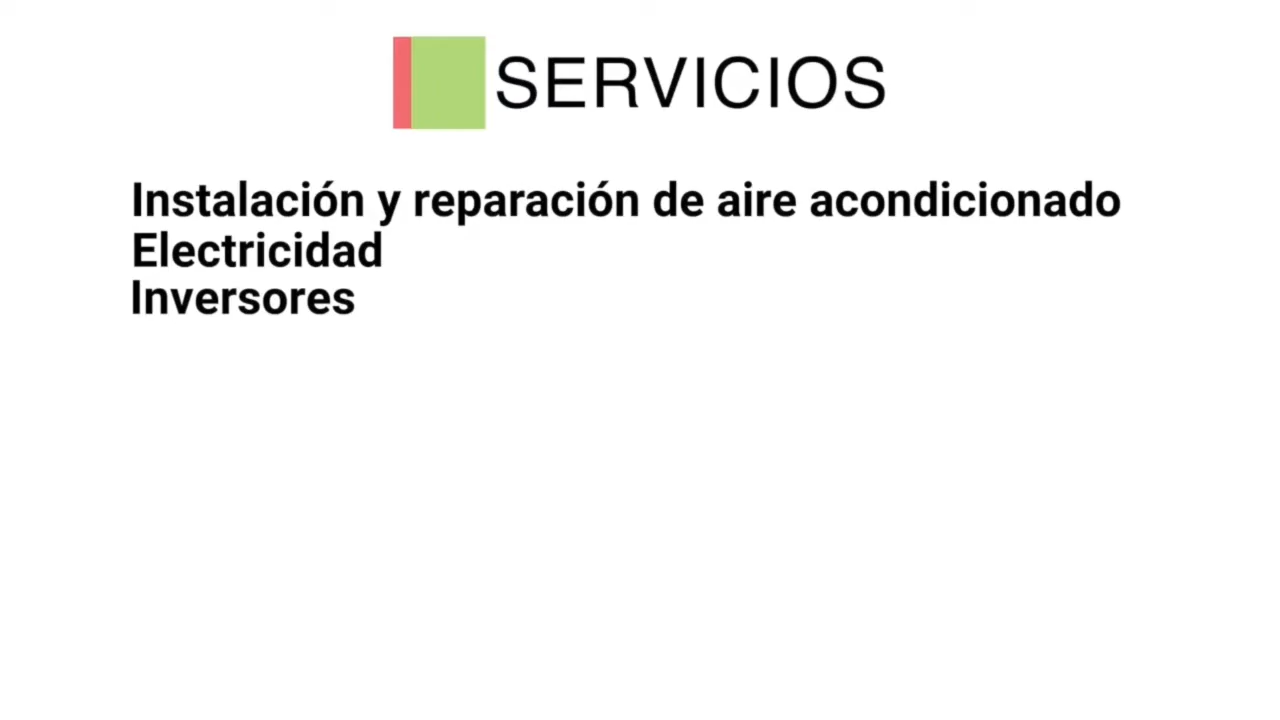 SERVICIOS
Instalación y reparación de aire acondicionado
Electricidad
Inversores